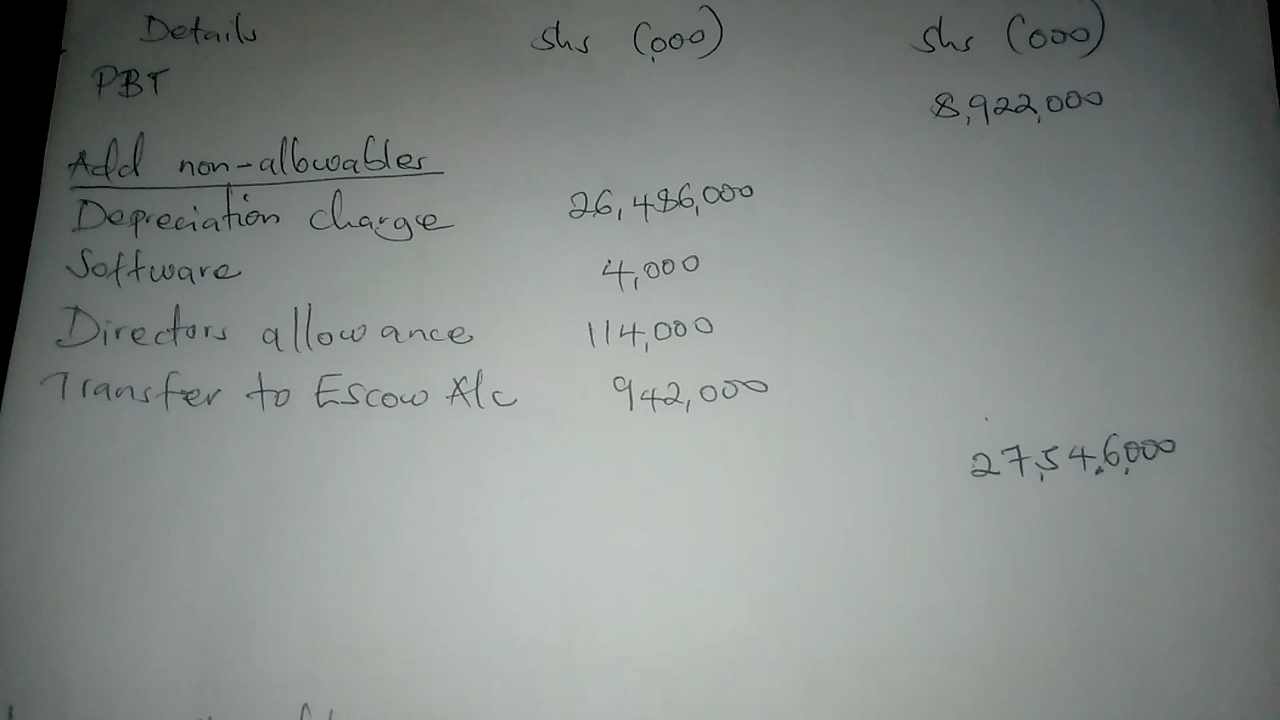 Details shs (,000) shs (000)
PBT
8,922,000
Add non-allowables
Depreciation charge 26,486,000
Software 4,000
Directors allowance 114,000
Transfer to Escow A/c 942,000
27,546,000